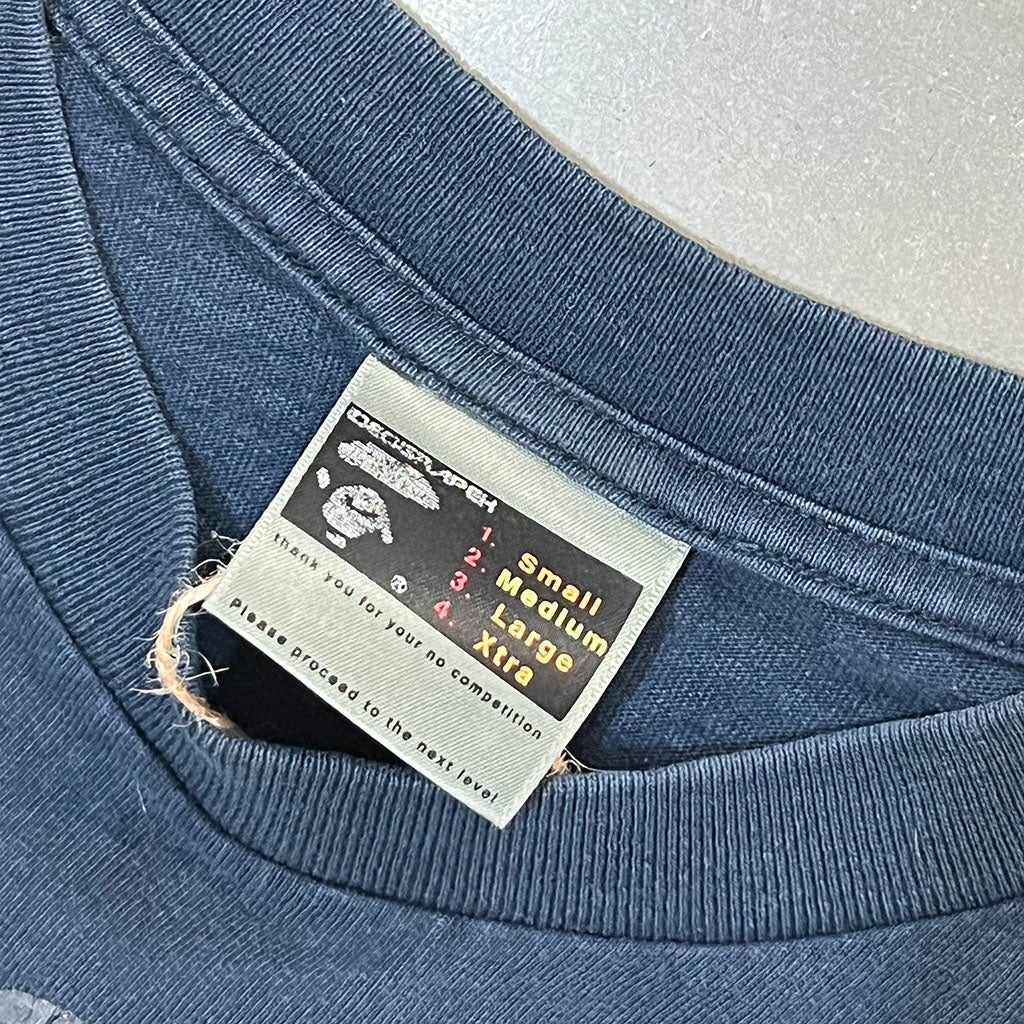 1. Small
2. Medium
3. Large
4. Xtra
®
thank you for your no competition
Please proceed to the next level